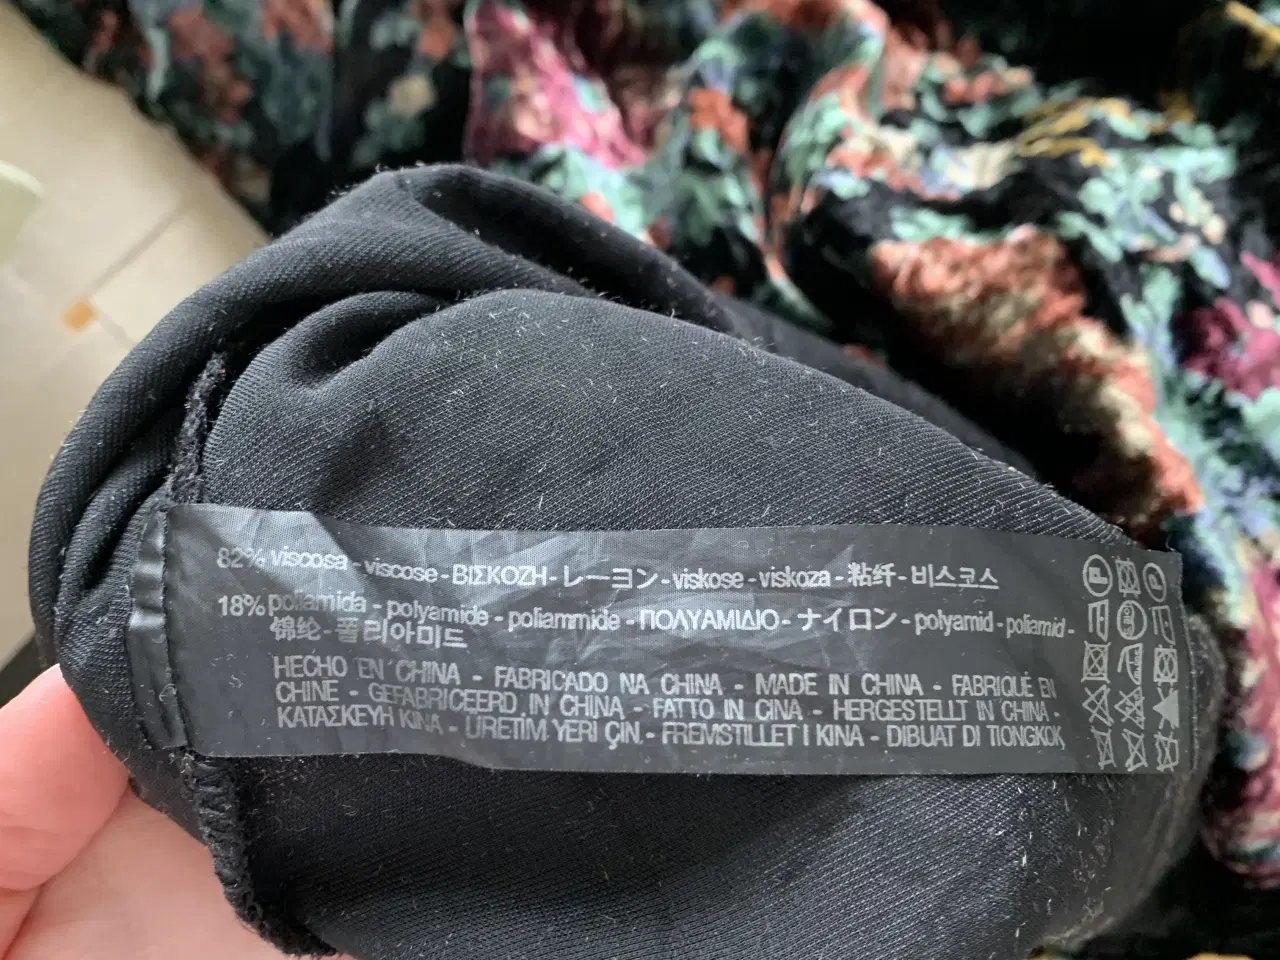 82% viscosa - viscose - ΒΙΣΚΟΖΗ - レーヨン - viskose - viskoza - 粘纤 - 비스코스
18% poliamida - polyamide - poliammide - ΠΟΛΥΑΜΙΔΙΟ - ナイロン - polyamid - poliamid -
锦纶 - 폴리아미드
HECHO EN CHINA - FABRICADO NA CHINA - MADE IN CHINA - FABRIQUÉ EN
CHINE - GEFABRICEERD IN CHINA - FATTO IN CINA - HERGESTELLT IN CHINA -
ΚΑΤΑΣΚΕΥΗ ΚΙΝΑ - ÜRETİM YERİ ÇİN - FREMSTILLET I KINA - DIBUAT DI TIONGKOK